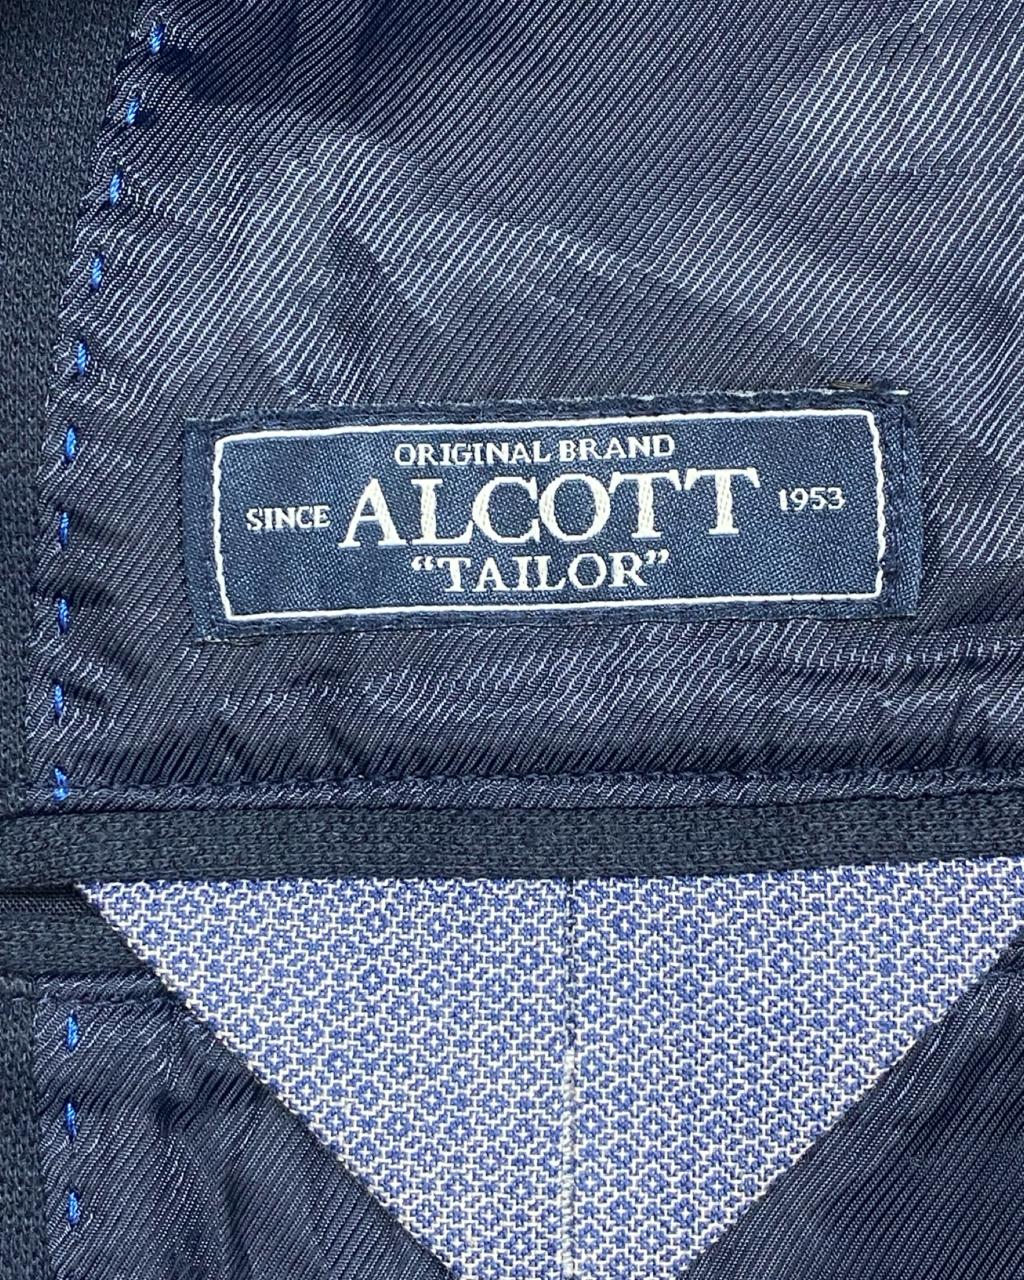 ORIGINAL BRAND
SINCE ALCOTT 1953
“TAILOR”